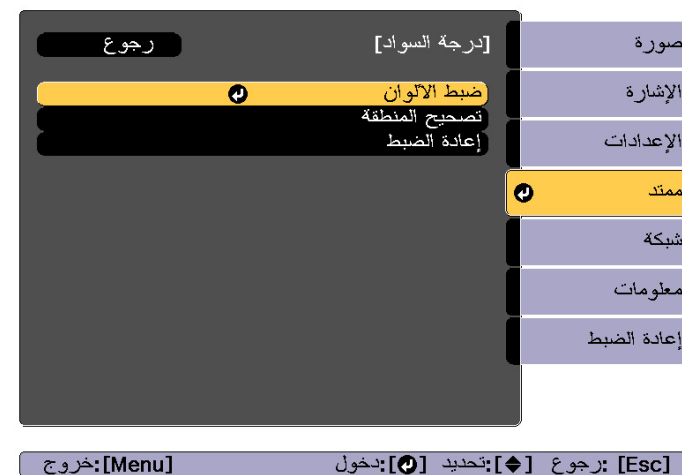 [درجة السواد]
رجوع
ضبط الألوان
تصحيح المنطقة
إعادة الضبط
صورة
الإشارة
الإعدادات
ممتد
شبكة
معلومات
إعادة الضبط
[Esc] :رجوع [◆]:تحديد [↵]:دخول [Menu]:خروج